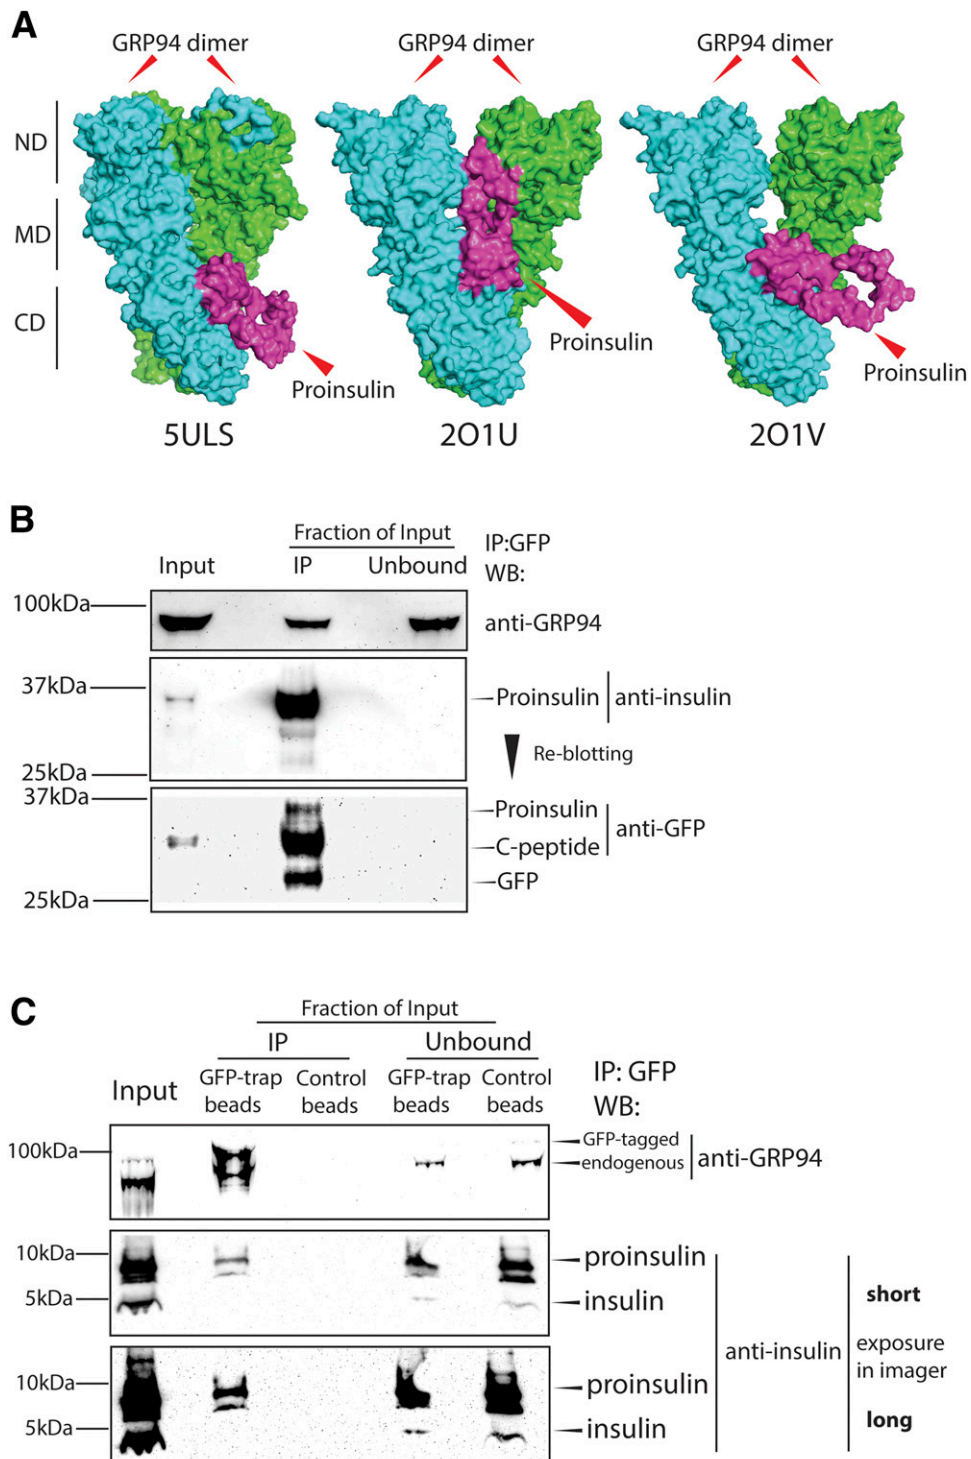 A
GRP94 dimer
GRP94 dimer
GRP94 dimer
ND
MD
CD
Proinsulin
Proinsulin
Proinsulin
5ULS
2O1U
2O1V
B
Fraction of Input
Input
IP
Unbound
IP:GFP
WB:
100kDa
anti-GRP94
37kDa
Proinsulin
anti-insulin
Re-blotting
25kDa
37kDa
Proinsulin
anti-GFP
C-peptide
GFP
25kDa
C
Fraction of Input
IP
Unbound
Input
GFP-trap beads
Control beads
GFP-trap beads
Control beads
IP: GFP
WB:
100kDa
GFP-tagged
endogenous
anti-GRP94
10kDa
proinsulin
5kDa
insulin
short
anti-insulin
exposure in imager
10kDa
proinsulin
long
5kDa
insulin